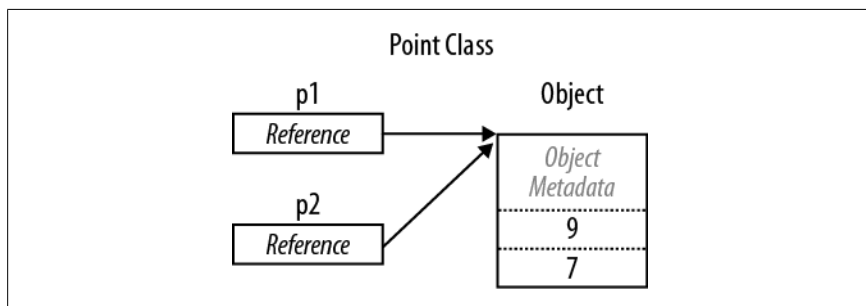 Point Class
p1
Object
Reference
Object
Metadata
p2
9
Reference
7